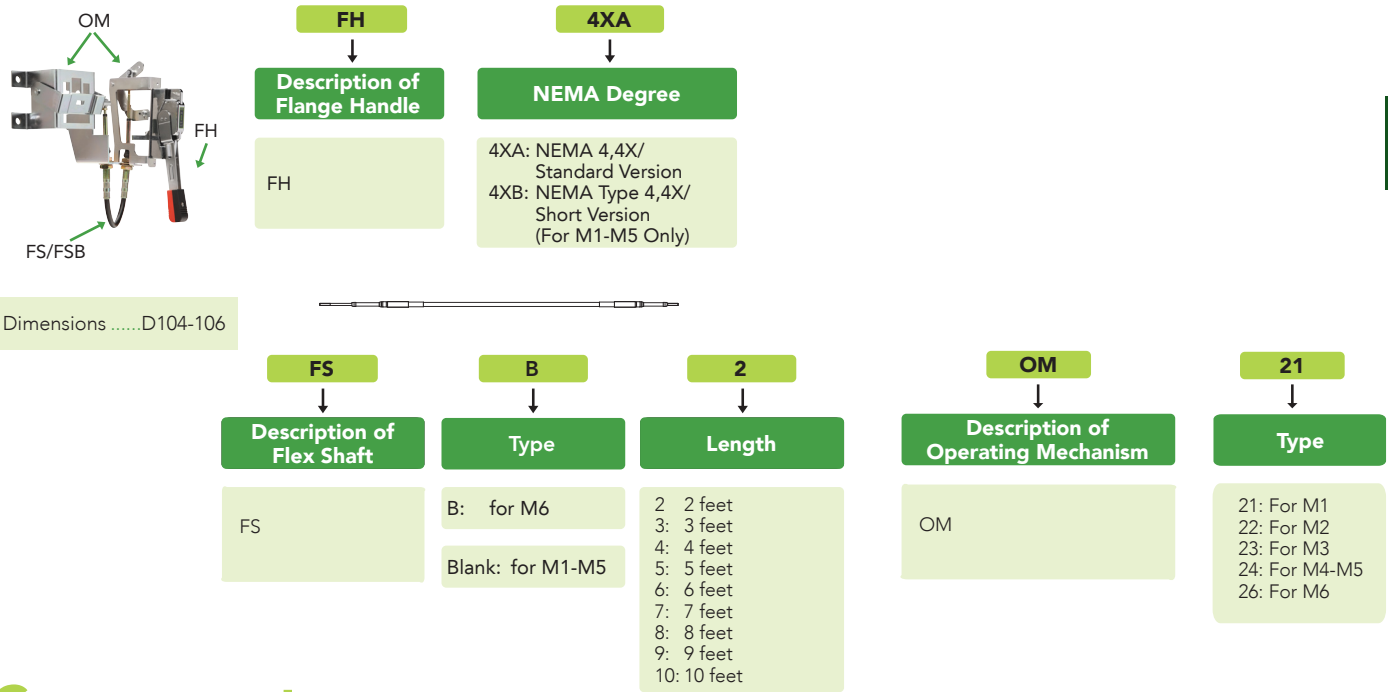 OM
FH
FS/FSB
Dimensions ......D104-106
FH
Description of
Flange Handle
FH
4XA
NEMA Degree
4XA: NEMA 4,4X/
Standard Version
4XB: NEMA Type 4,4X/
Short Version
(For M1-M5 Only)
FS
Description of
Flex Shaft
FS
B
Type
B: for M6
Blank: for M1-M5
2
Length
2 2 feet
3: 3 feet
4: 4 feet
5: 5 feet
6: 6 feet
7: 7 feet
8: 8 feet
9: 9 feet
10: 10 feet
OM
Description of
Operating Mechanism
OM
21
Type
21: For M1
22: For M2
23: For M3
24: For M4-M5
26: For M6